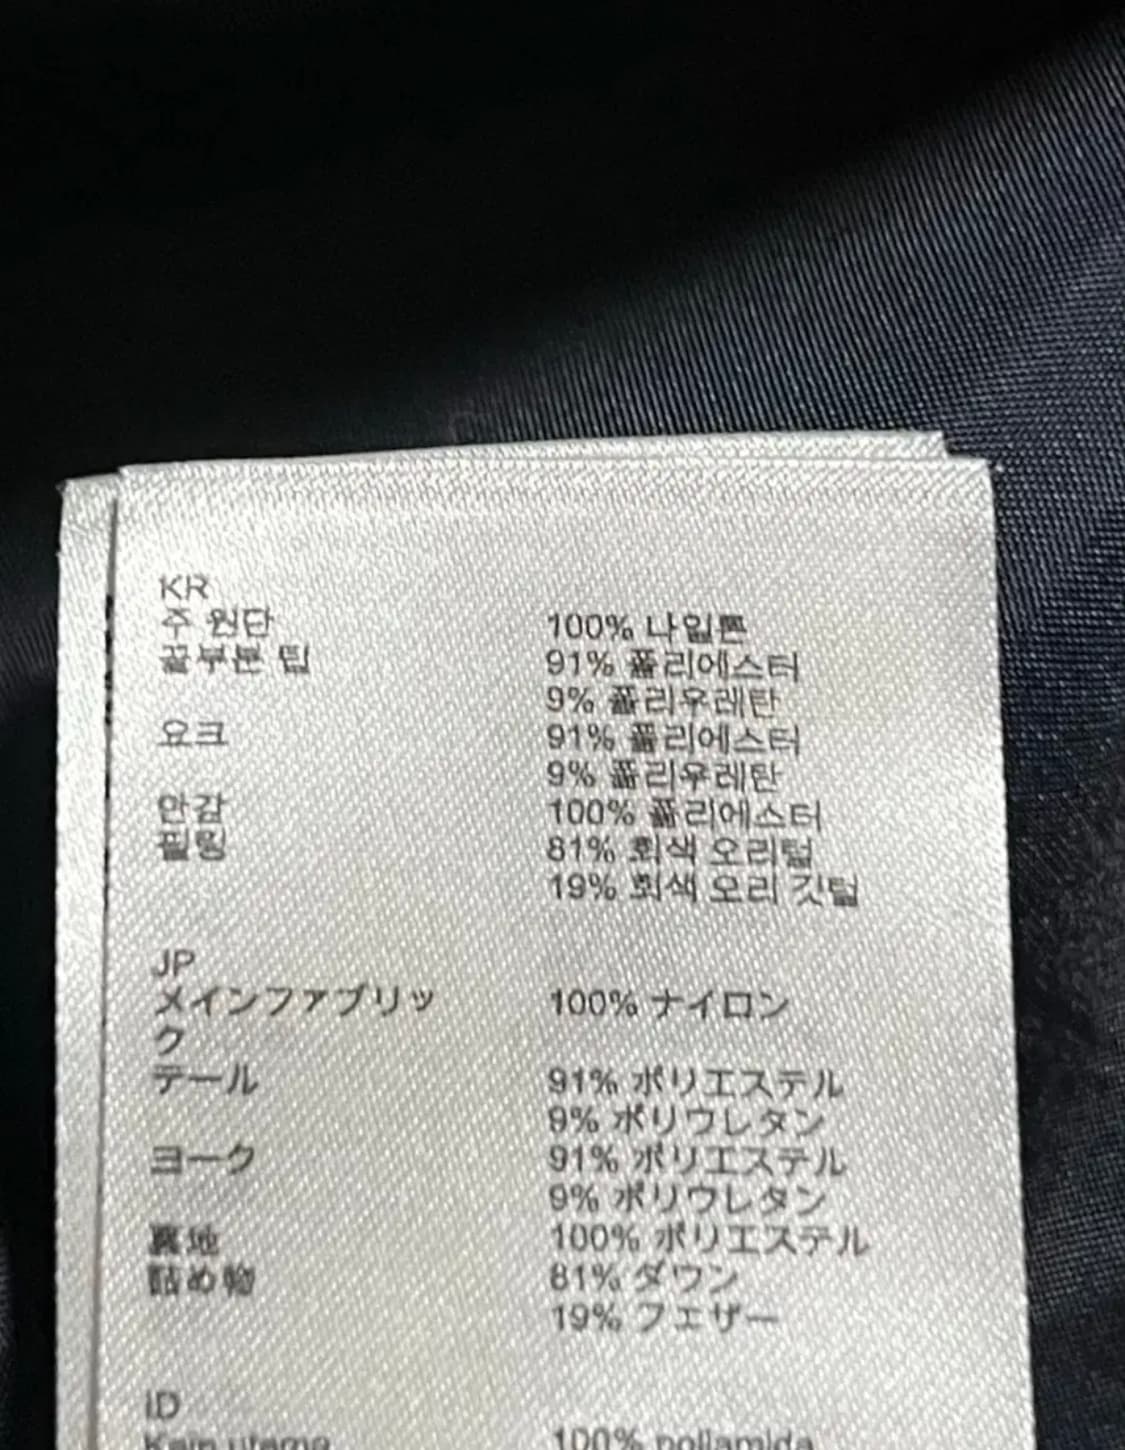 KR
주 원단 100% 나일론
끝부분 팁 91% 폴리에스터
9% 폴리우레탄
요크 91% 폴리에스터
9% 폴리우레탄
안감 100% 폴리에스터
필링 81% 회색 오리털
19% 회색 오리 깃털
JP
メインファブリッ 100% ナイロン
ク
テール 91% ポリエステル
9% ポリウレタン
ヨーク 91% ポリエステル
9% ポリウレタン
裏地 100% ポリエステル
詰め物 81% ダウン
19% フェザー
ID
Kain utama 100% poliamida